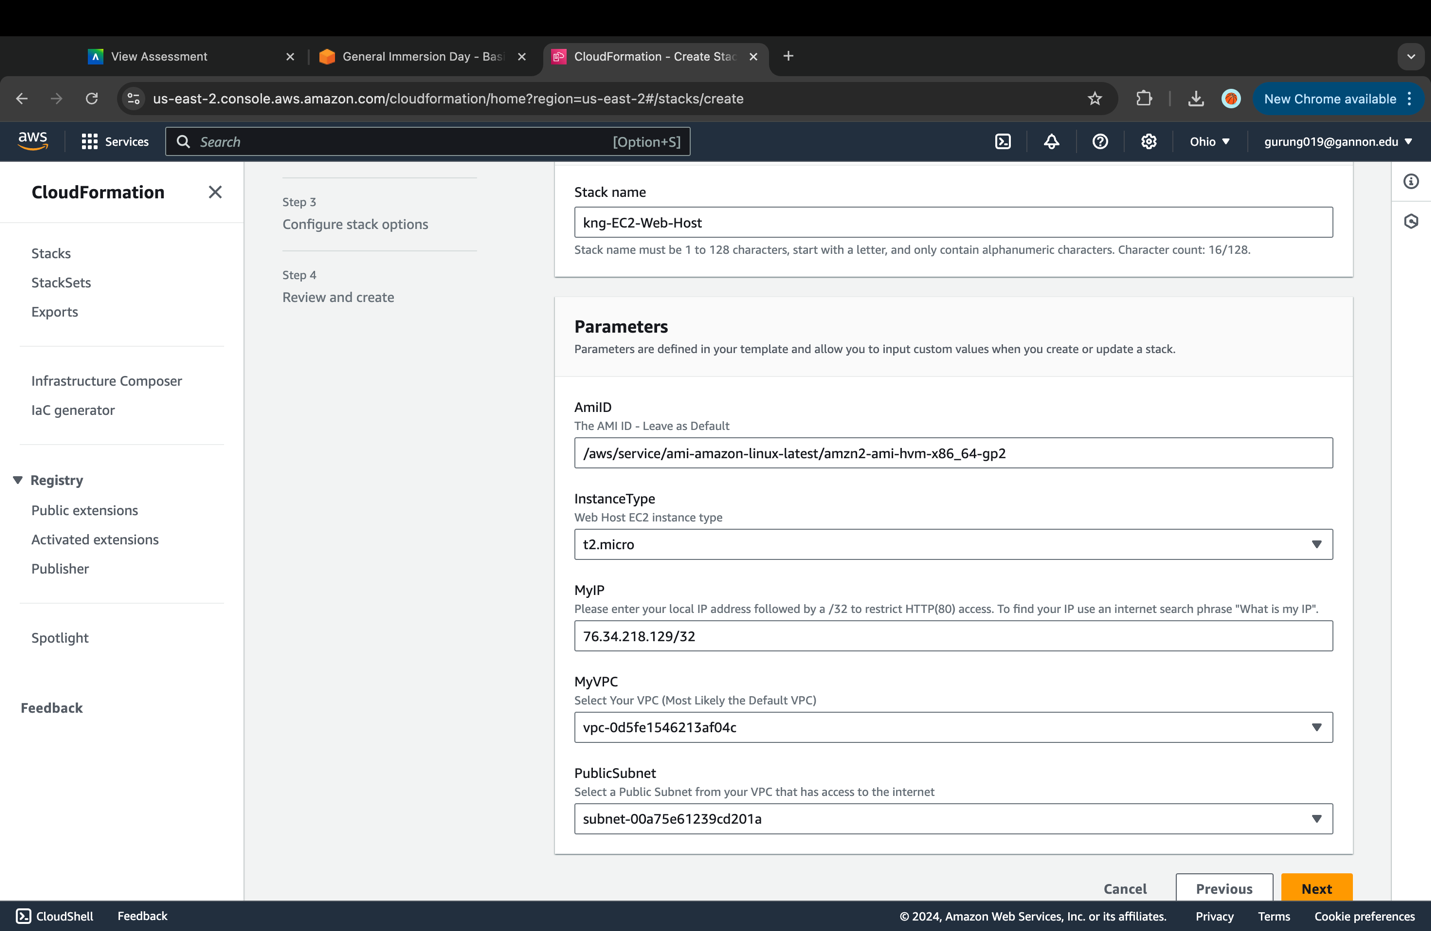 View Assessment
General Immersion Day - Bas
CloudFormation - Create Stac
us-east-2.console.aws.amazon.com/cloudformation/home?region=us-east-2#/stacks/create
New Chrome available
aws
Services
Search
[Option+S]
Ohio
gurung019@gannon.edu
CloudFormation
Stacks
StackSets
Exports
Infrastructure Composer
IaC generator
Registry
Public extensions
Activated extensions
Publisher
Spotlight
Feedback
Step 3
Configure stack options
Step 4
Review and create
Stack name
kng-EC2-Web-Host
Stack name must be 1 to 128 characters, start with a letter, and only contain alphanumeric characters. Character count: 16/128.
Parameters
Parameters are defined in your template and allow you to input custom values when you create or update a stack.
AmiID
The AMI ID - Leave as Default
/aws/service/ami-amazon-linux-latest/amzn2-ami-hvm-x86_64-gp2
InstanceType
Web Host EC2 instance type
t2.micro
MyIP
Please enter your local IP address followed by a /32 to restrict HTTP(80) access. To find your IP use an internet search phrase "What is my IP".
76.34.218.129/32
MyVPC
Select Your VPC (Most Likely the Default VPC)
vpc-0d5fe1546213af04c
PublicSubnet
Select a Public Subnet from your VPC that has access to the internet
subnet-00a75e61239cd201a
Cancel
Previous
Next
CloudShell
Feedback
© 2024, Amazon Web Services, Inc. or its affiliates.
Privacy
Terms
Cookie preferences